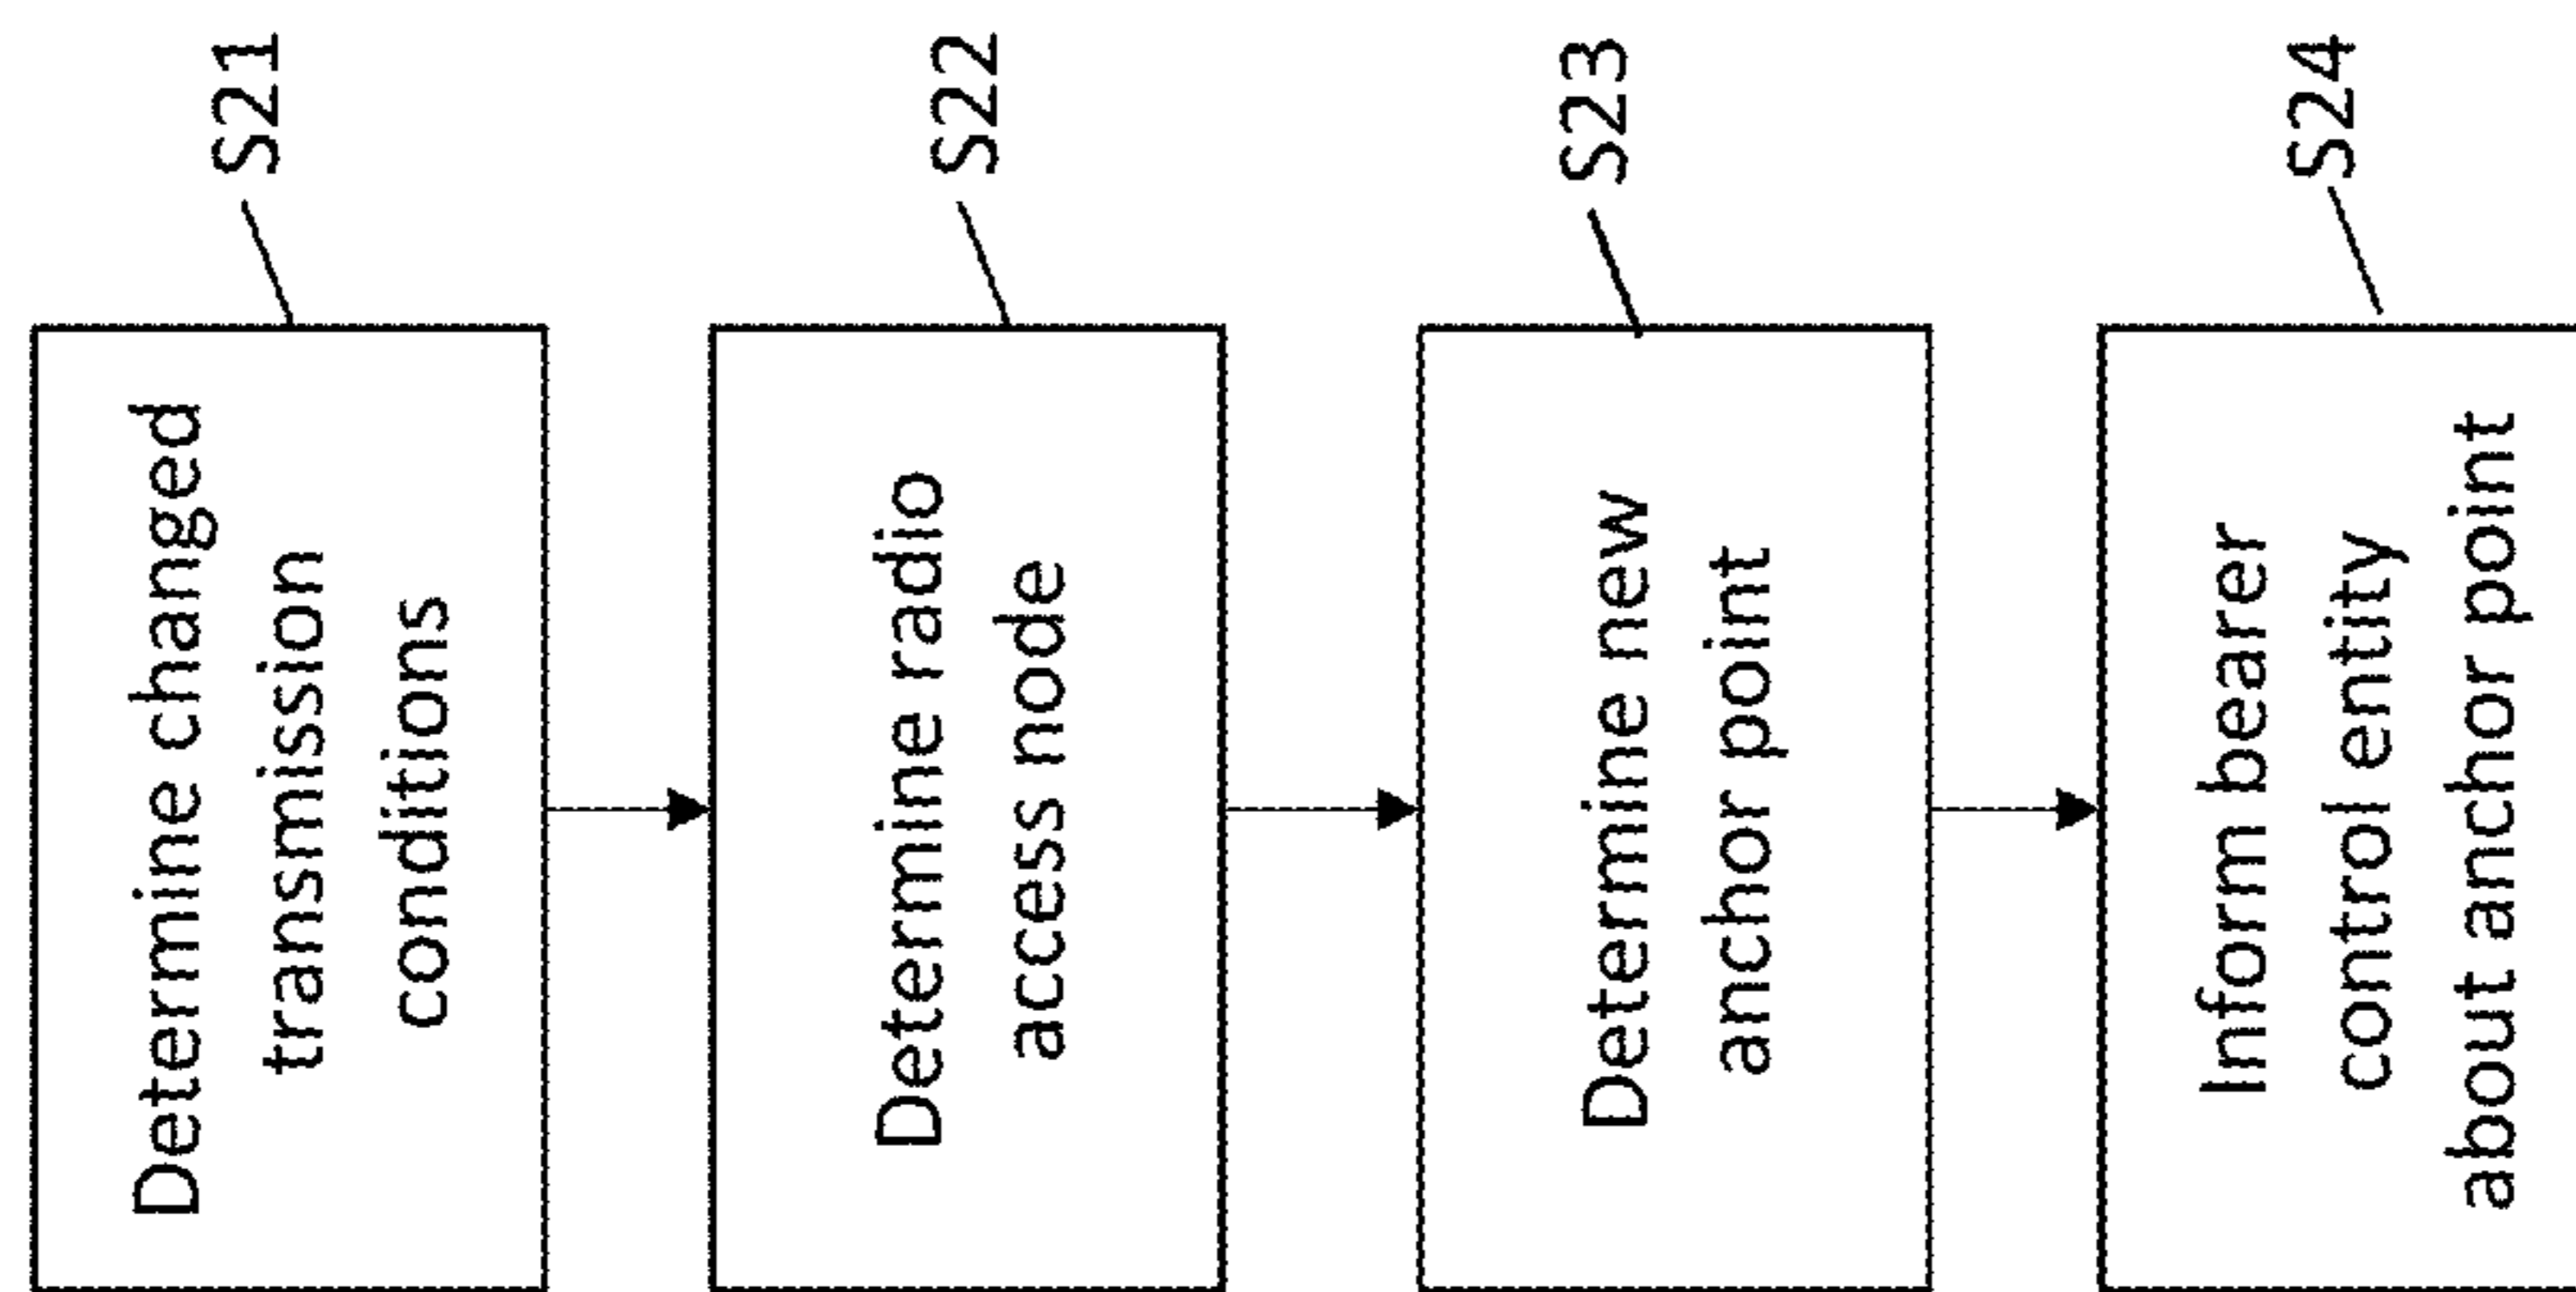 Determine changed
transmission
conditions
S21
Determine radio
access node
S22
Determine new
anchor point
S23
Inform bearer
control entity
about anchor point
S24